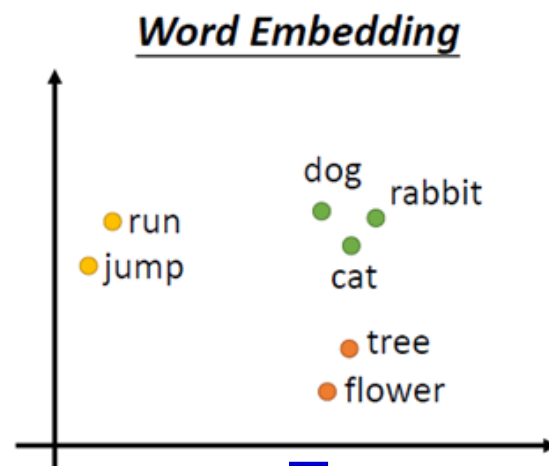 Word Embedding
dog
rabbit
run
jump
cat
tree
flower